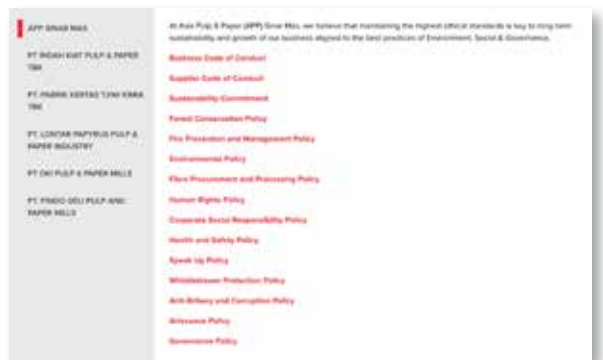 APP SINAR MAS
PT INDAH KIAT PULP & PAPER
TBK
PT. PABRIK KERTAS TJIWI KIMIA
TBK
PT. LONTAR PAPYRUS PULP &
PAPER INDUSTRY
PT OKI PULP & PAPER MILLS
PT. PINDO DELI PULP AND
PAPER MILLS
At Asia Pulp & Paper (APP) Sinar Mas, we believe that maintaining the highest ethical standards is key to long term
sustainability and growth of our business aligned to the best practices of Environment, Social & Governance.
Business Code of Conduct
Supplier Code of Conduct
Sustainability Commitment
Forest Conservation Policy
Fire Prevention and Management Policy
Environmental Policy
Fibre Procurement and Processing Policy
Human Rights Policy
Corporate Social Responsibility Policy
Health and Safety Policy
Speak Up Policy
Whistleblower Protection Policy
Anti-Bribery and Corruption Policy
Grievance Policy
Governance Policy